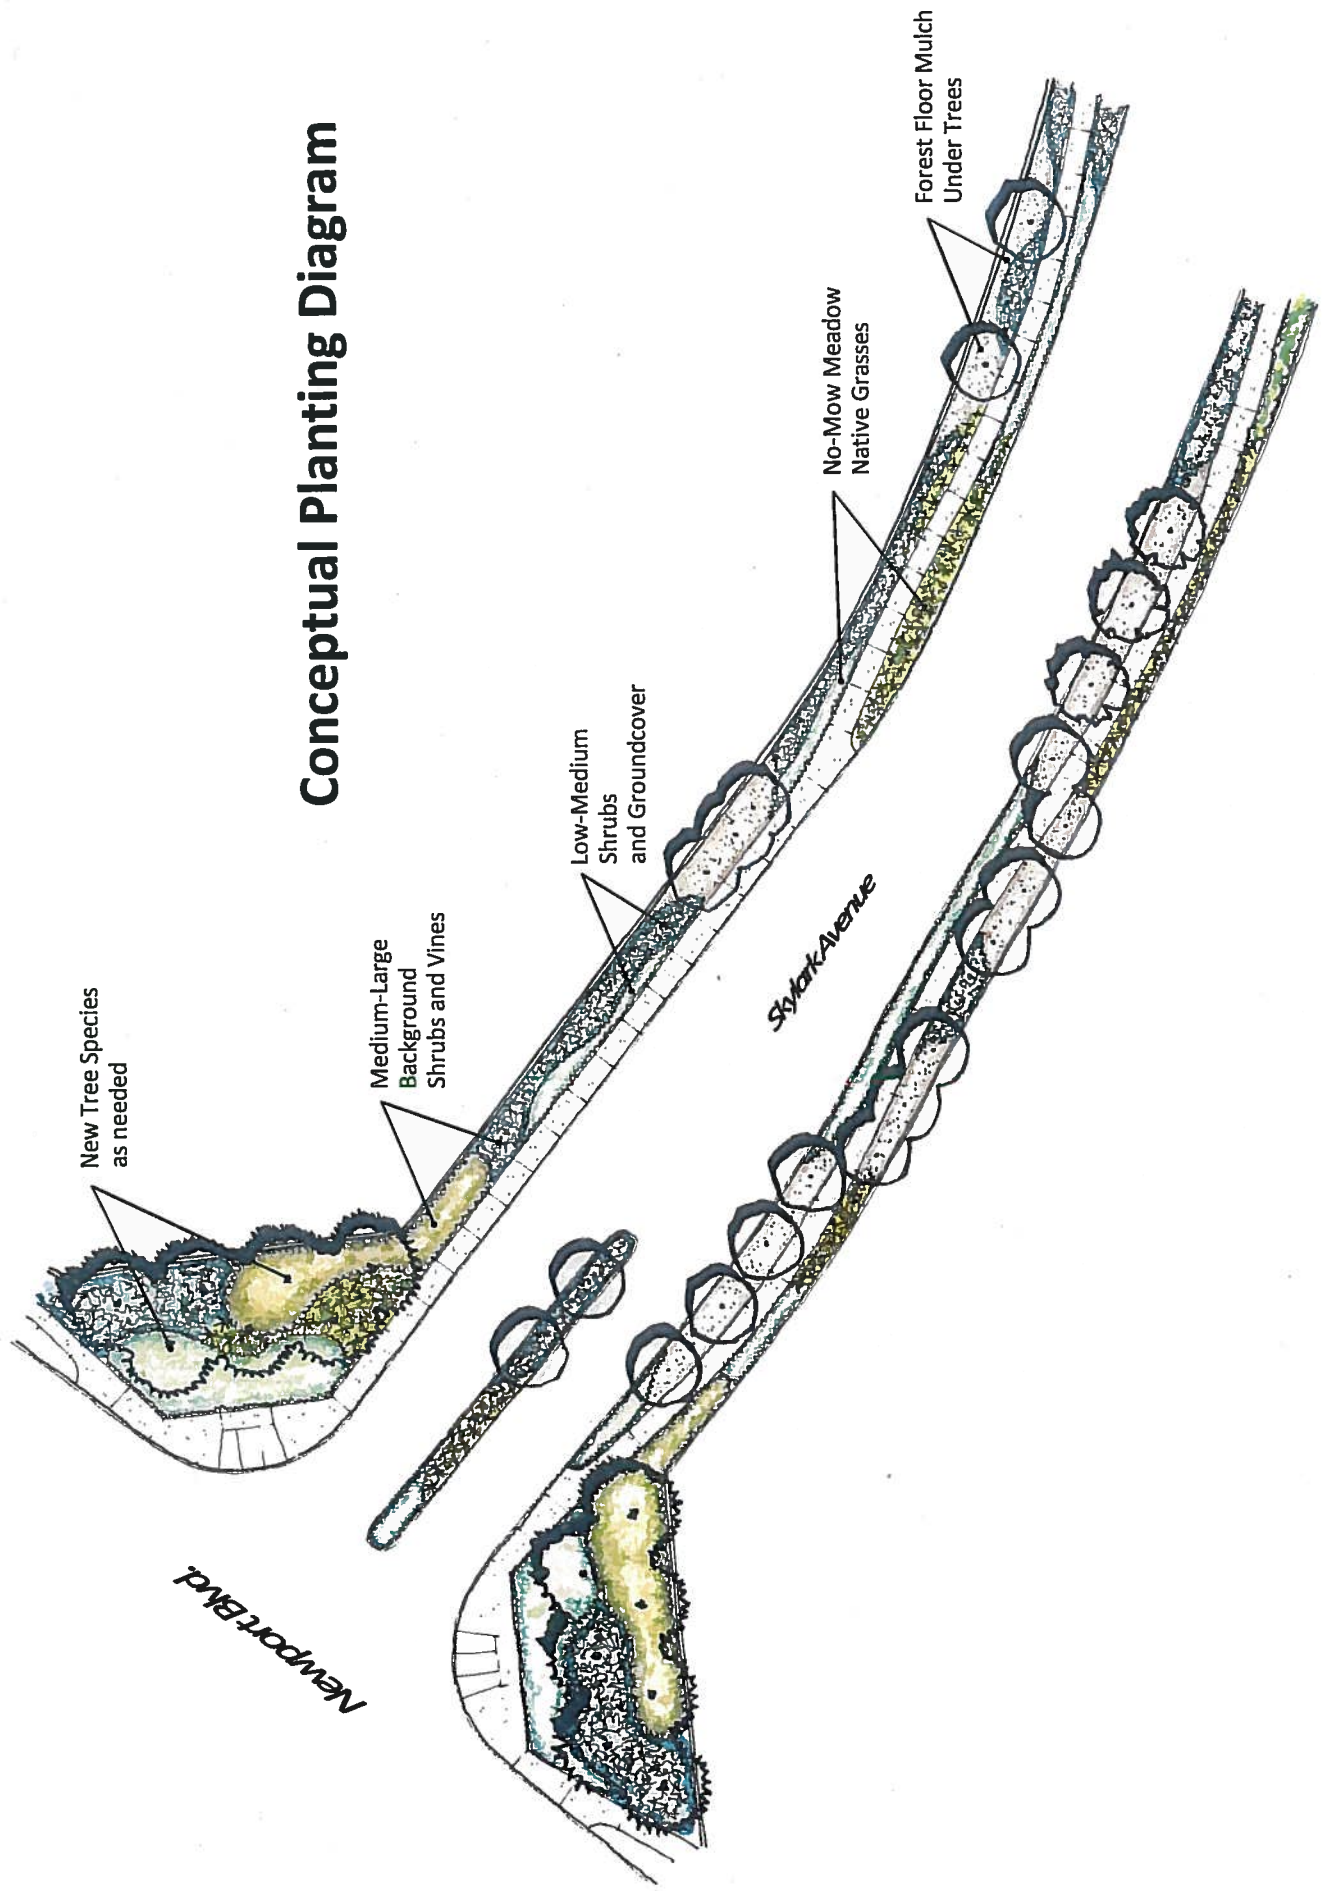 Conceptual Planting Diagram
New Tree Species
as needed
Medium-Large
Background
Shrubs and Vines
Low-Medium
Shrubs
and Groundcover
No-Mow Meadow
Native Grasses
Forest Floor Mulch
Under Trees
Skylark Avenue
Newport Blvd.